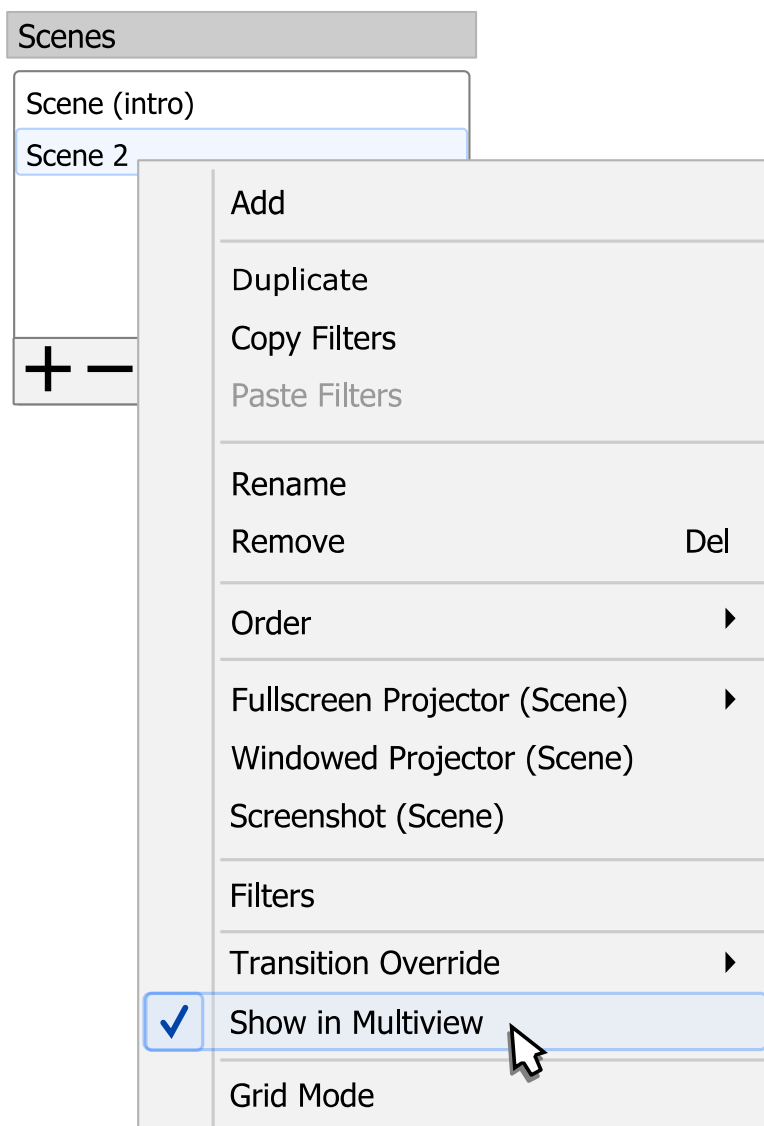 Scenes
Scene (intro)
Scene 2
Add
Duplicate
Copy Filters
Paste Filters
Rename
Remove Del
Order
Fullscreen Projector (Scene)
Windowed Projector (Scene)
Screenshot (Scene)
Filters
Transition Override
Show in Multiview
Grid Mode